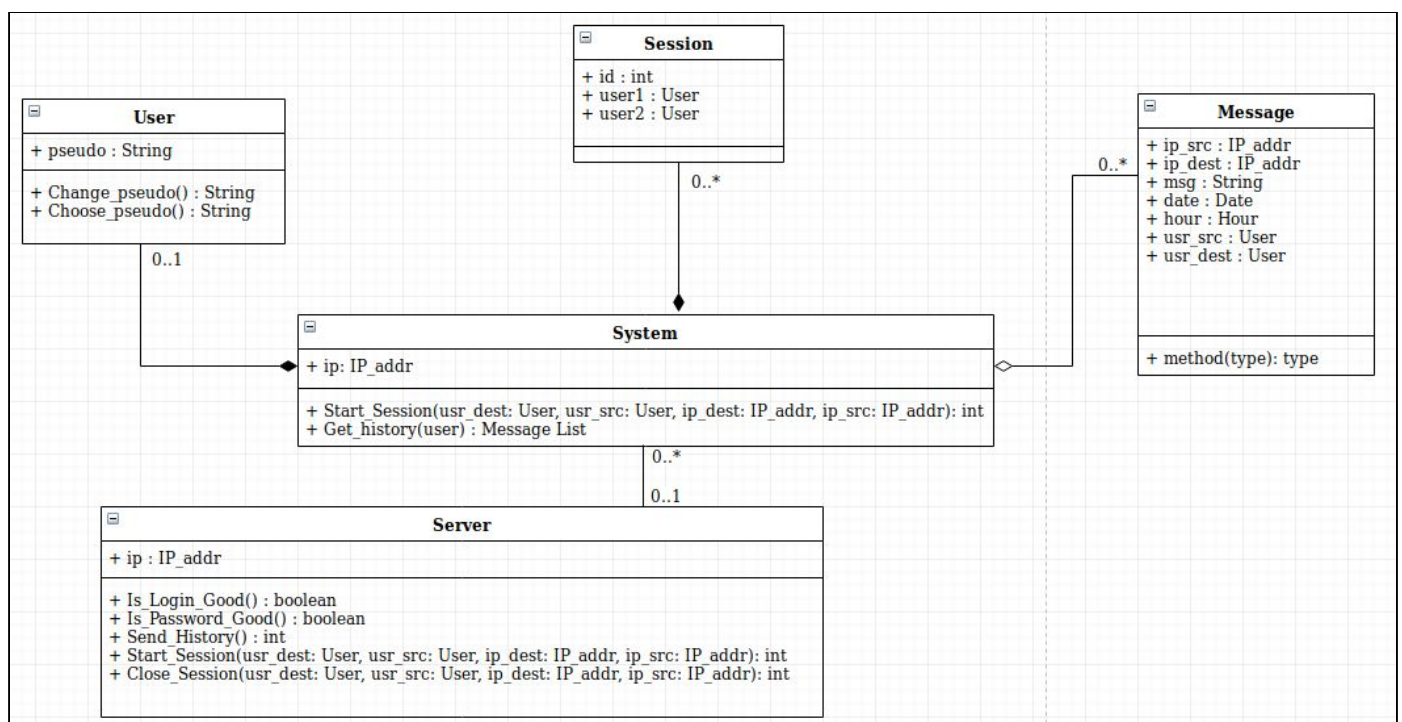 Session
+ id : int
+ user1 : User
+ user2 : User
User
+ pseudo : String
+ Change_pseudo() : String
+ Choose_pseudo() : String
Message
+ ip_src : IP_addr
+ ip_dest : IP_addr
+ msg : String
+ date : Date
+ hour : Hour
+ usr_src : User
+ usr_dest : User
+ method(type): type
0..*
0..*
0..1
System
+ ip: IP_addr
+ Start_Session(usr_dest: User, usr_src: User, ip_dest: IP_addr, ip_src: IP_addr): int
+ Get_history(user) : Message List
0..*
0..1
Server
+ ip : IP_addr
+ Is_Login_Good() : boolean
+ Is_Password_Good() : boolean
+ Send_History() : int
+ Start_Session(usr_dest: User, usr_src: User, ip_dest: IP_addr, ip_src: IP_addr): int
+ Close_Session(usr_dest: User, usr_src: User, ip_dest: IP_addr, ip_src: IP_addr): int